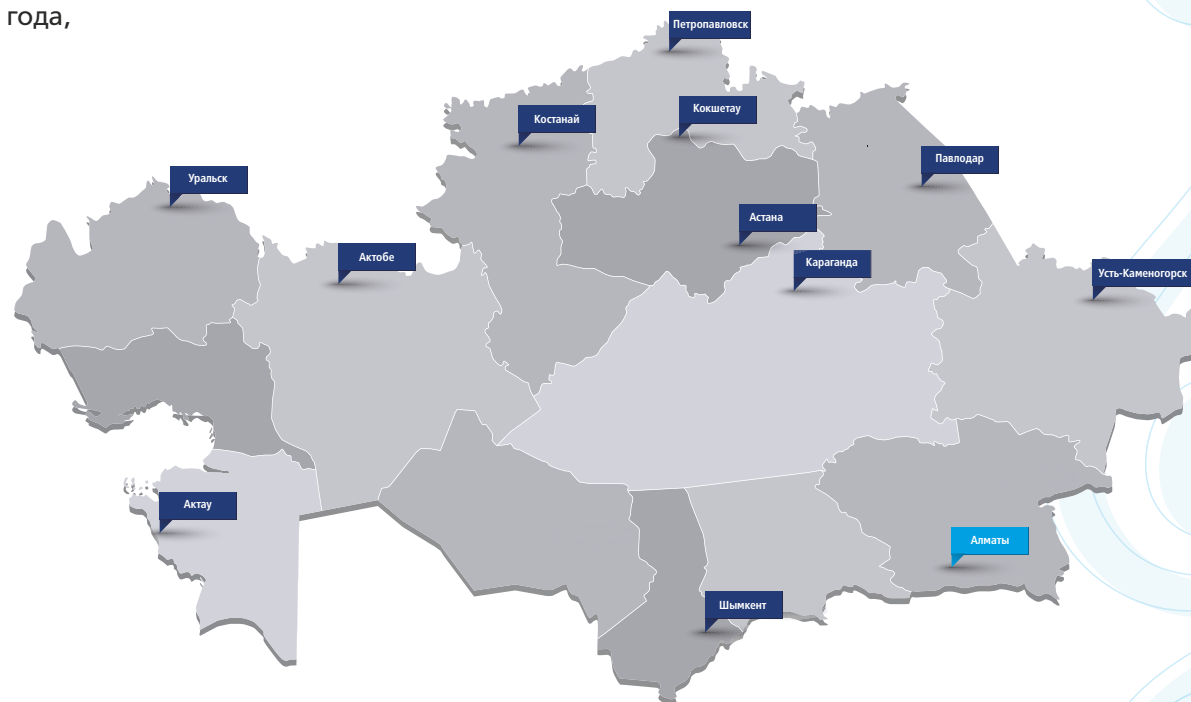 года,
Петропавловск
Кокшетау
Костанай
Павлодар
Уральск
Астана
Актобе
Караганда
Усть-Каменогорск
Актау
Алматы
Шымкент